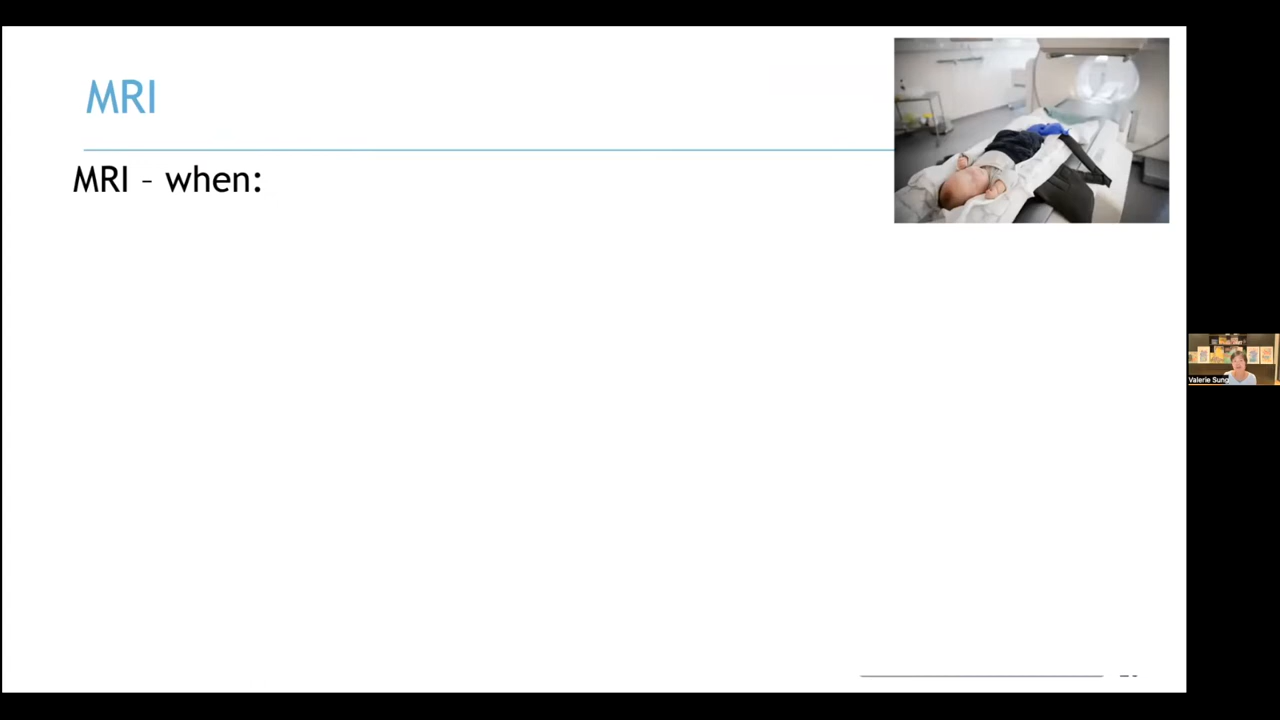 MRI
MRI – when:
Valerie Sung